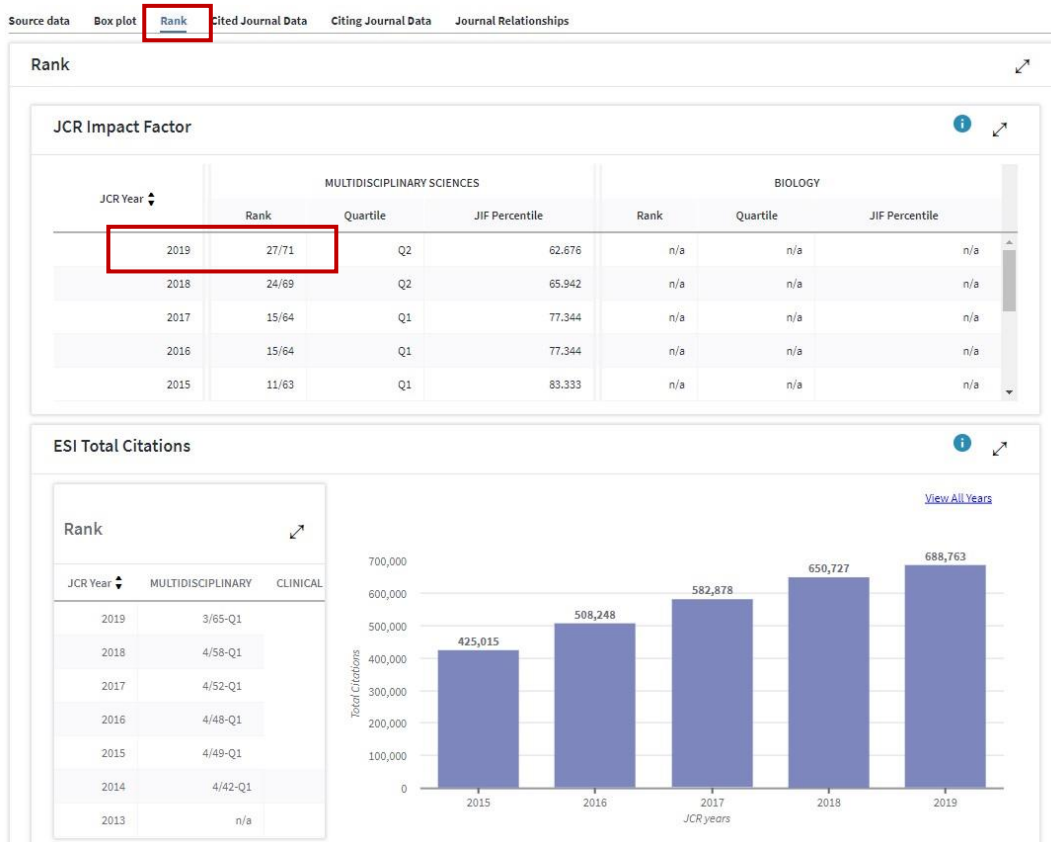 Source data Box plot Rank Cited Journal Data Citing Journal Data Journal Relationships
Rank
JCR Impact Factor
JCR Year MULTIDISCIPLINARY SCIENCES BIOLOGY
Rank Quartile JIF Percentile Rank Quartile JIF Percentile
2019 27/71 Q2 62.676 n/a n/a n/a
2018 24/69 Q2 65.942 n/a n/a n/a
2017 15/64 Q1 77.344 n/a n/a n/a
2016 15/64 Q1 77.344 n/a n/a n/a
2015 11/63 Q1 83.333 n/a n/a n/a
ESI Total Citations
View All Years
Rank
JCR Year MULTIDISCIPLINARY CLINICAL
2019 3/65-Q1
2018 4/58-Q1
2017 4/52-Q1
2016 4/48-Q1
2015 4/49-Q1
2014 4/42-Q1
2013 n/a
Total Citations
700,000
600,000
500,000
400,000
300,000
200,000
100,000
0
425,015
508,248
582,878
650,727
688,763
2015 2016 2017 2018 2019
JCR years